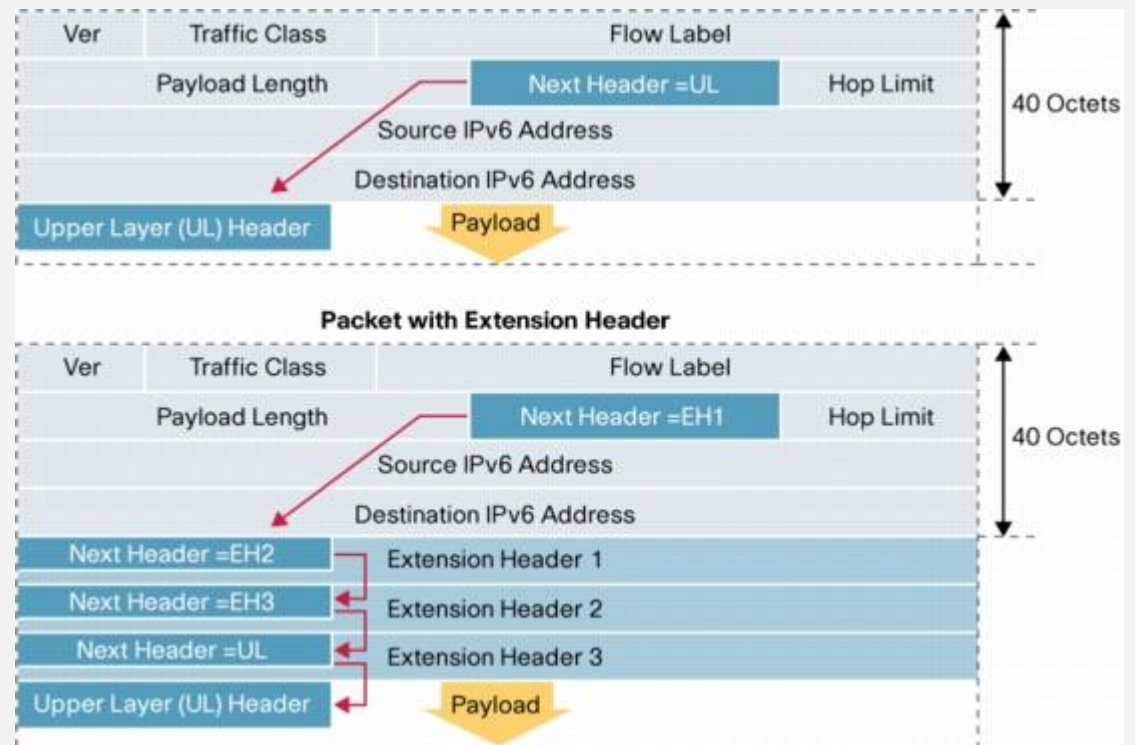 Ver Traffic Class Flow Label
Payload Length Next Header =UL Hop Limit
40 Octets
Source IPv6 Address
Destination IPv6 Address
Upper Layer (UL) Header Payload
Packet with Extension Header
Ver Traffic Class Flow Label
Payload Length Next Header =EH1 Hop Limit
40 Octets
Source IPv6 Address
Destination IPv6 Address
Next Header =EH2 Extension Header 1
Next Header =EH3 Extension Header 2
Next Header =UL Extension Header 3
Upper Layer (UL) Header Payload